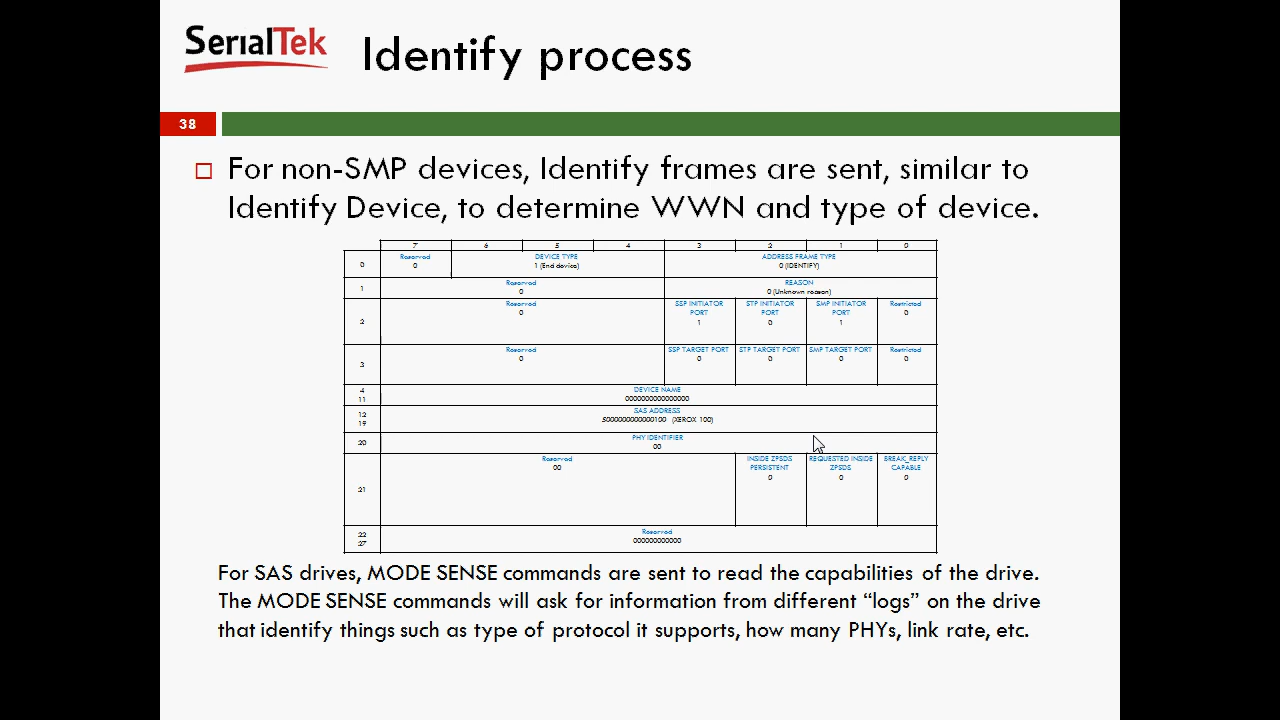 SerialTek
Identify process
38
For non-SMP devices, Identify frames are sent, similar to
Identify Device, to determine WWN and type of device.
7 6 5 4 3 2 1 0
0
Reserved
0
DEVICE TYPE
1 (End device)
ADDRESS FRAME TYPE
0 (IDENTIFY)
1
Reserved
0
REASON
0 (Unknown reason)
2
Reserved
0
SSP INITIATOR
PORT
1
STP INITIATOR
PORT
0
SMP INITIATOR
PORT
1
Restricted
0
3
Reserved
0
SSP TARGET PORT
0
STP TARGET PORT
0
SMP TARGET PORT
0
Restricted
0
4
11
DEVICE NAME
0000000000000000
12
19
SAS ADDRESS
5000000000000100 (XEROX 100)
20
PHY IDENTIFIER
00
21
Reserved
00
INSIDE ZPSDS
PERSISTENT
0
REQUESTED INSIDE
ZPSDS
0
BREAK_REPLY
CAPABLE
0
22
27
Reserved
000000000000
For SAS drives, MODE SENSE commands are sent to read the capabilities of the drive.
The MODE SENSE commands will ask for information from different “logs” on the drive
that identify things such as type of protocol it supports, how many PHYs, link rate, etc.